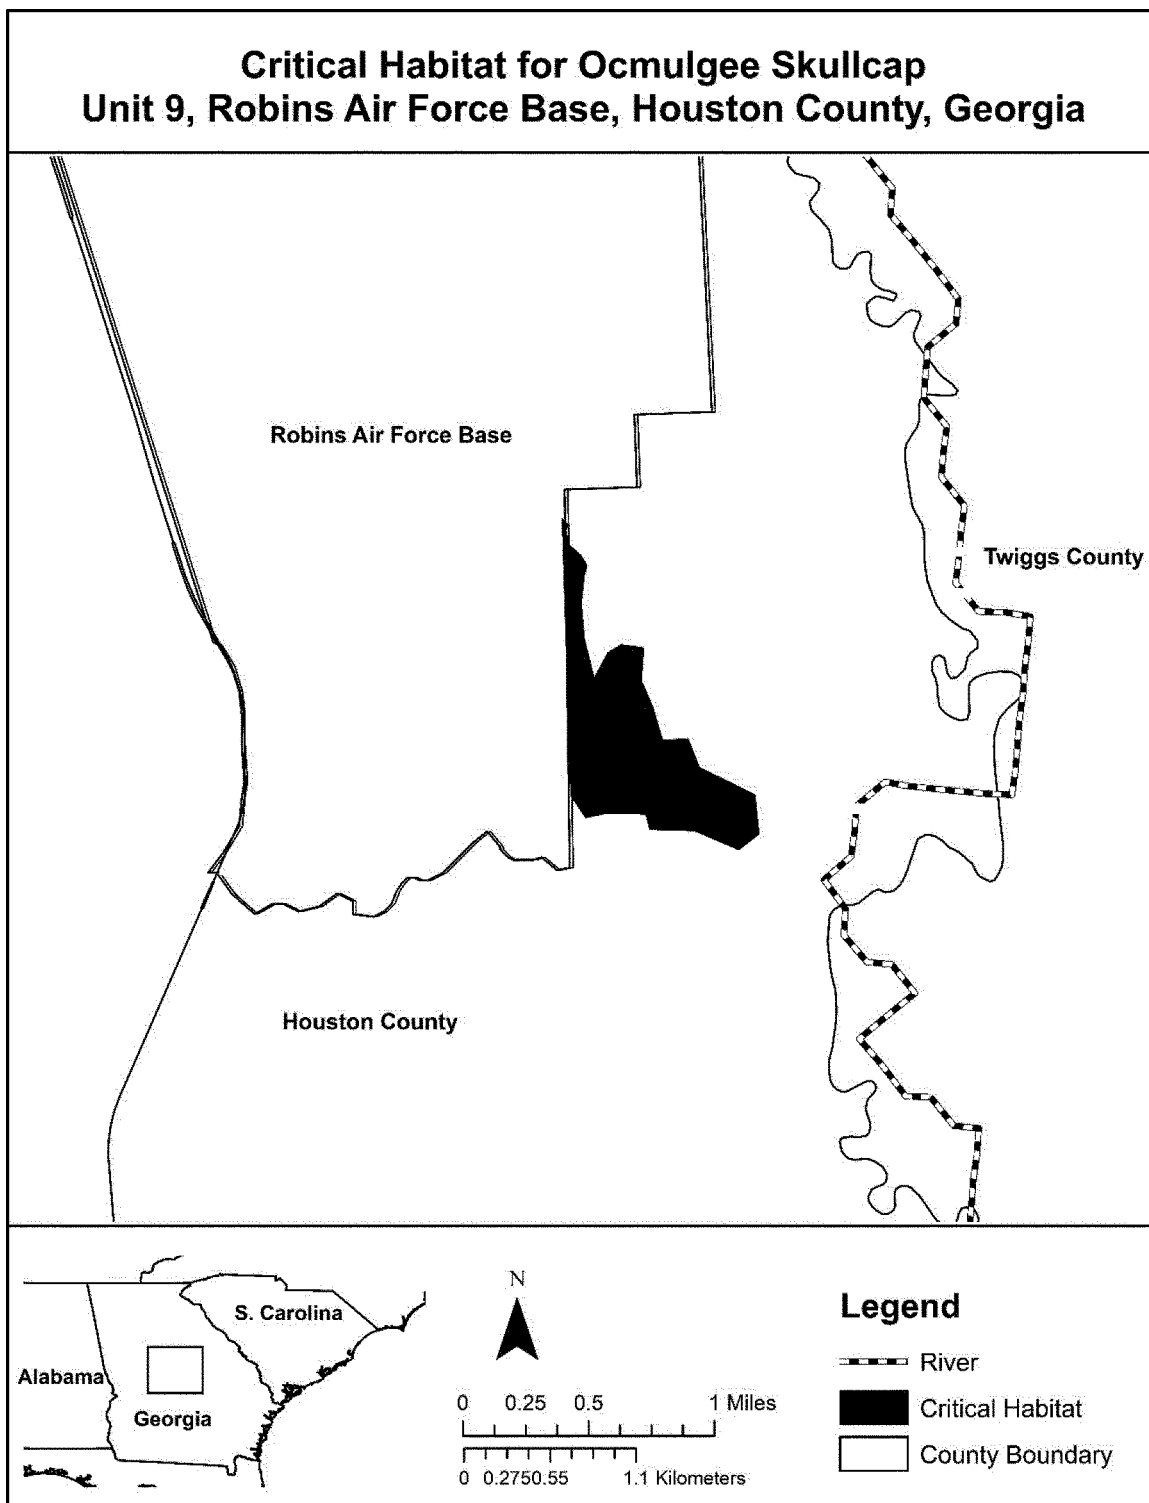 Critical Habitat for Ocmulgee Skullcap
Unit 9, Robins Air Force Base, Houston County, Georgia
Robins Air Force Base
Twiggs County
Houston County
S. Carolina
Alabama
Georgia
N
0 0.25 0.5 1 Miles
0 0.2750.55 1.1 Kilometers
Legend
River
Critical Habitat
County Boundary